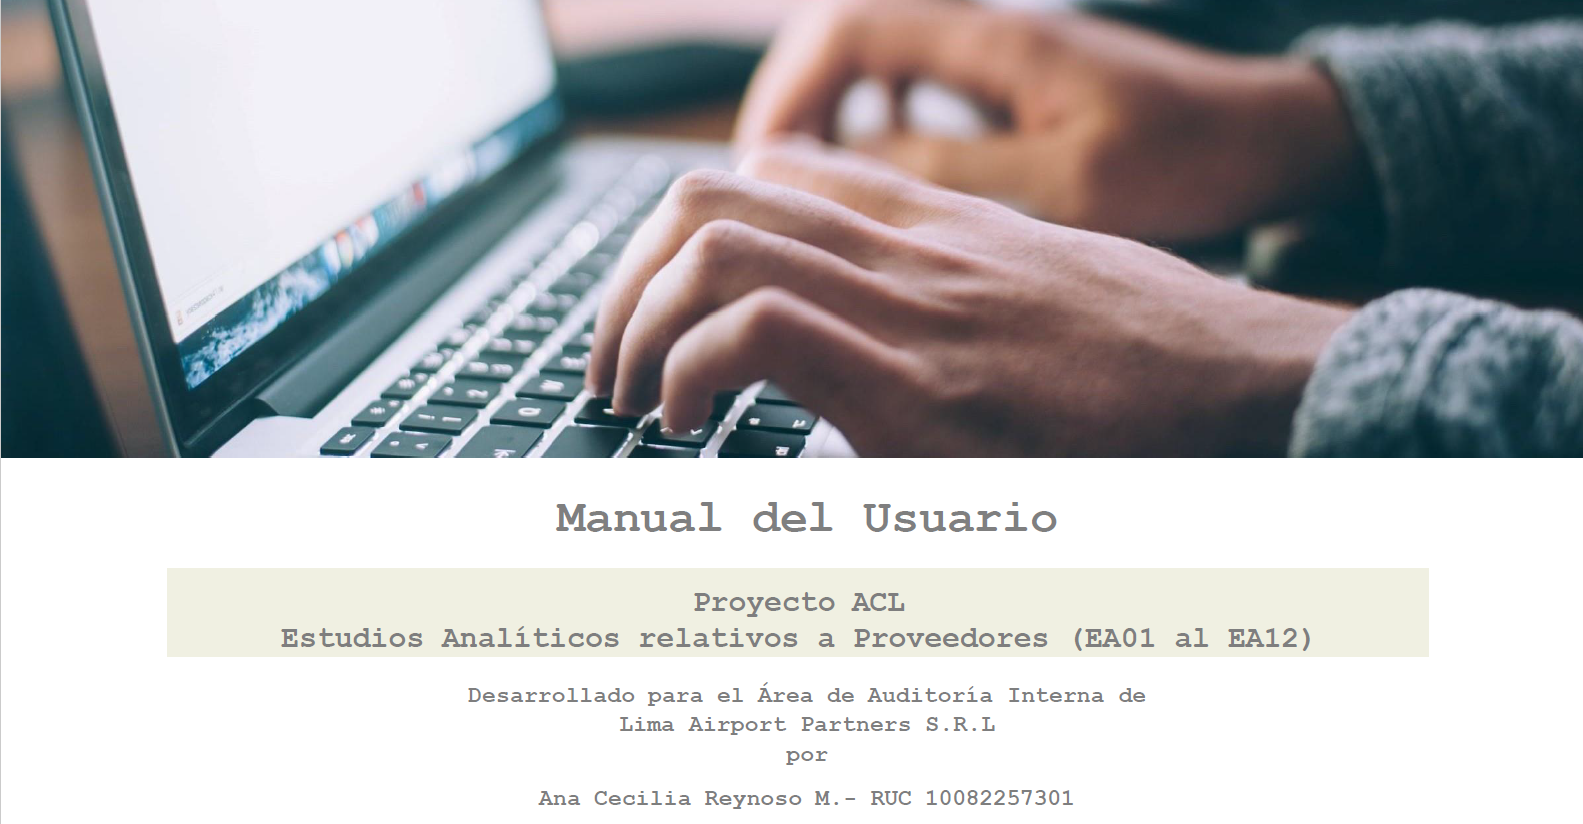 Manual del Usuario
Proyecto ACL
Estudios Analíticos relativos a Proveedores (EA01 al EA12)
Desarrollado para el Área de Auditoría Interna de
Lima Airport Partners S.R.L
por
Ana Cecilia Reynoso M.- RUC 10082257301